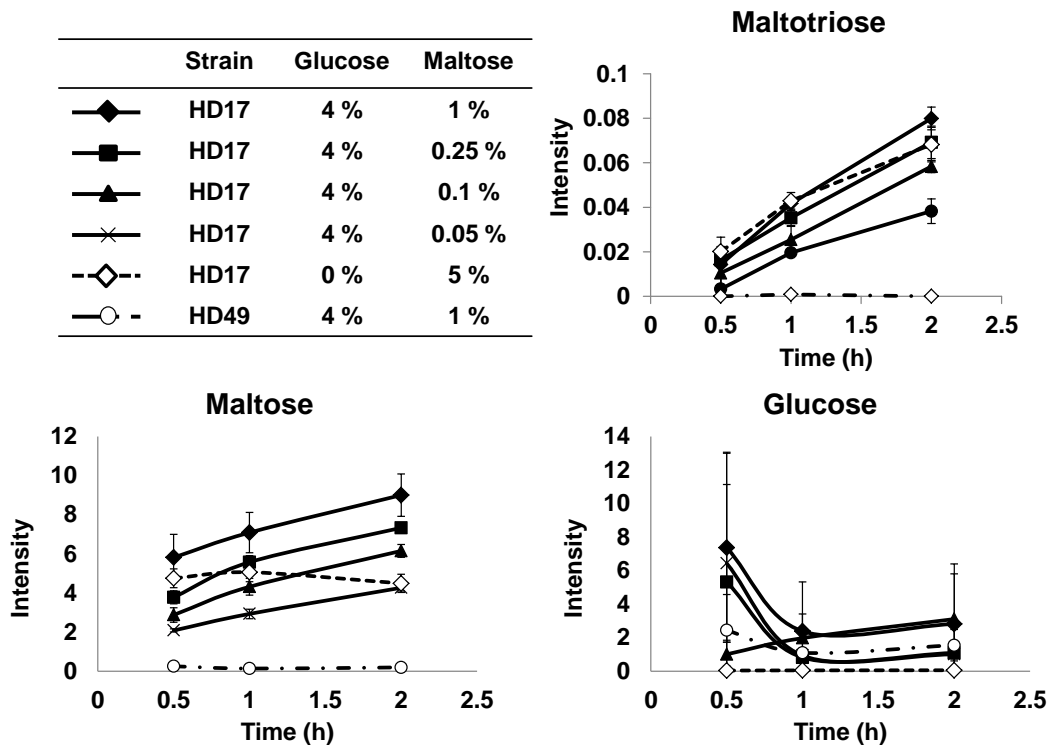 Strain Glucose Maltose
HD17 4 % 1 %
HD17 4 % 0.25 %
HD17 4 % 0.1 %
HD17 4 % 0.05 %
HD17 0 % 5 %
HD49 4 % 1 %
Maltotriose
Intensity
0.1
0.08
0.06
0.04
0.02
0
0 0.5 1 1.5 2 2.5
Time (h)
Maltose
Intensity
12
10
8
6
4
2
0
0 0.5 1 1.5 2 2.5
Time (h)
Glucose
Intensity
14
12
10
8
6
4
2
0
0 0.5 1 1.5 2 2.5
Time (h)